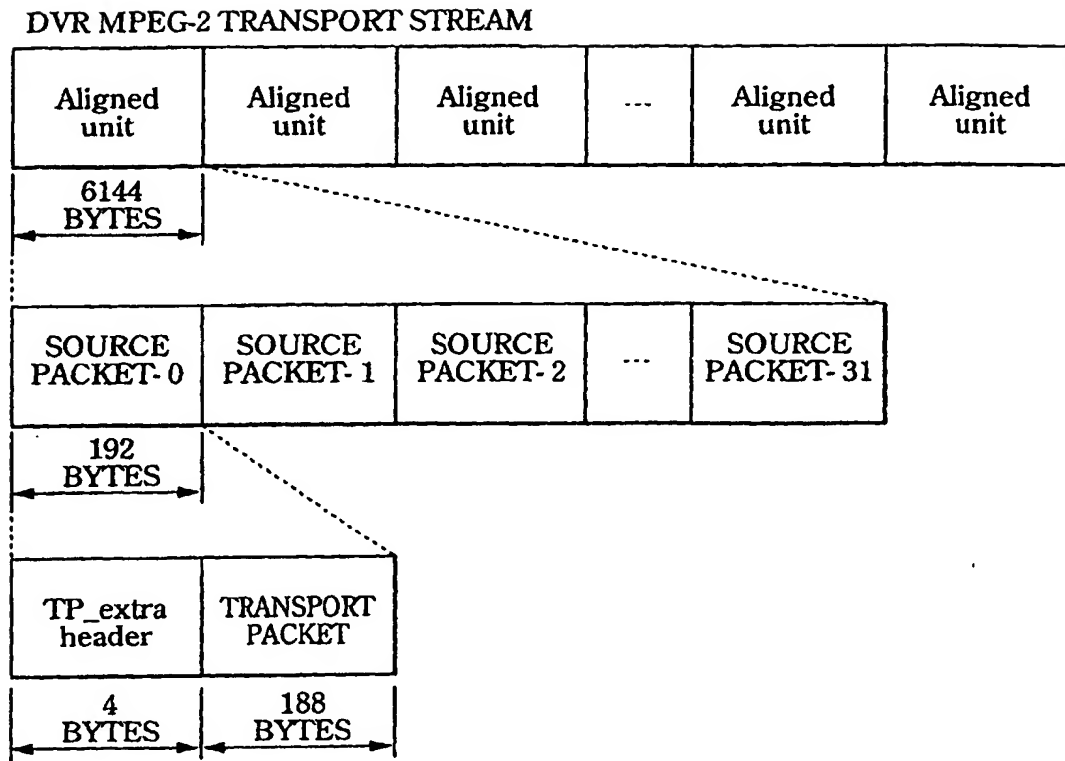 DVR MPEG-2 TRANSPORT STREAM
Aligned unit
Aligned unit
Aligned unit
---
Aligned unit
Aligned unit
6144 BYTES
SOURCE PACKET-0
SOURCE PACKET-1
SOURCE PACKET-2
---
SOURCE PACKET-31
192 BYTES
TP_extra header
TRANSPORT PACKET
4 BYTES
188 BYTES